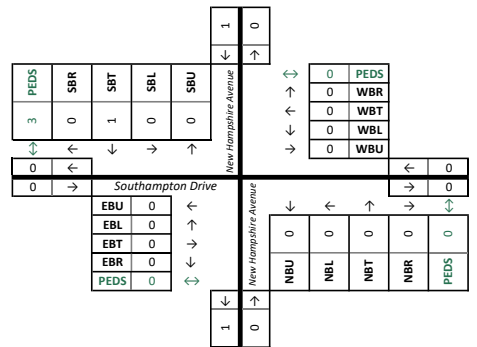 1 0
↓ ↑
PEDS SBR SBT SBL SBU
3 0 1 0 0
↕ ← ↓ → ↑
New Hampshire Avenue
↔ 0 PEDS
↑ 0 WBR
← 0 WBT
↓ 0 WBL
→ 0 WBU
0 ←
0 →
← 0
→ 0
Southampton Drive
EBU 0 ←
EBL 0 ↑
EBT 0 →
EBR 0 ↓
PEDS 0 ↔
New Hampshire Avenue
↓ ← ↑ → ↕
0 0 0 0 0
NBU NBL NBT NBR PEDS
↓ ↑
1 0